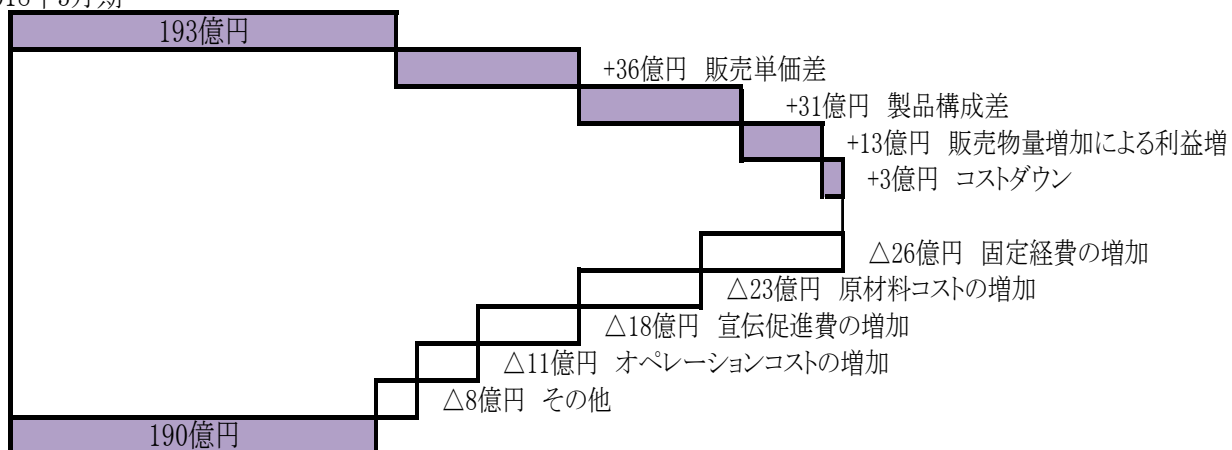 193億円
+36億円 販売単価差
+31億円 製品構成差
+13億円 販売物量増加による利益増
+3億円 コストダウン
△26億円 固定経費の増加
△23億円 原材料コストの増加
△18億円 宣伝促進費の増加
△11億円 オペレーションコストの増加
△8億円 その他
190億円